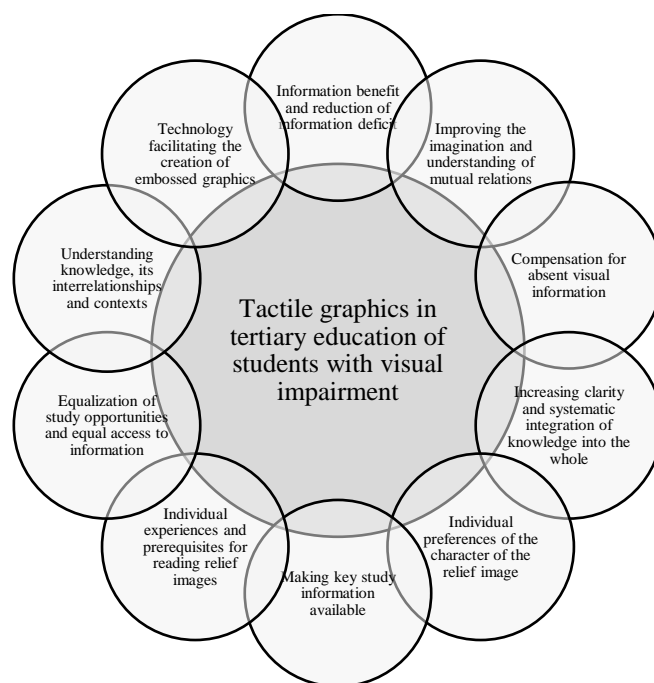 Information benefit
and reduction of
information deficit
Improving the
imagination and
understanding of
mutual relations
Compensation for
absent visual
information
Increasing clarity
and systematic
integration of
knowledge into the
whole
Individual
preferences of the
character of the
relief image
Making key study
information
available
Individual
experiences and
prerequisites for
reading relief
images
Equalization of
study opportunities
and equal access to
information
Understanding
knowledge, its
interrelationships
and contexts
Technology
facilitating the
creation of
embossed graphics
Tactile graphics in
tertiary education of
students with visual
impairment